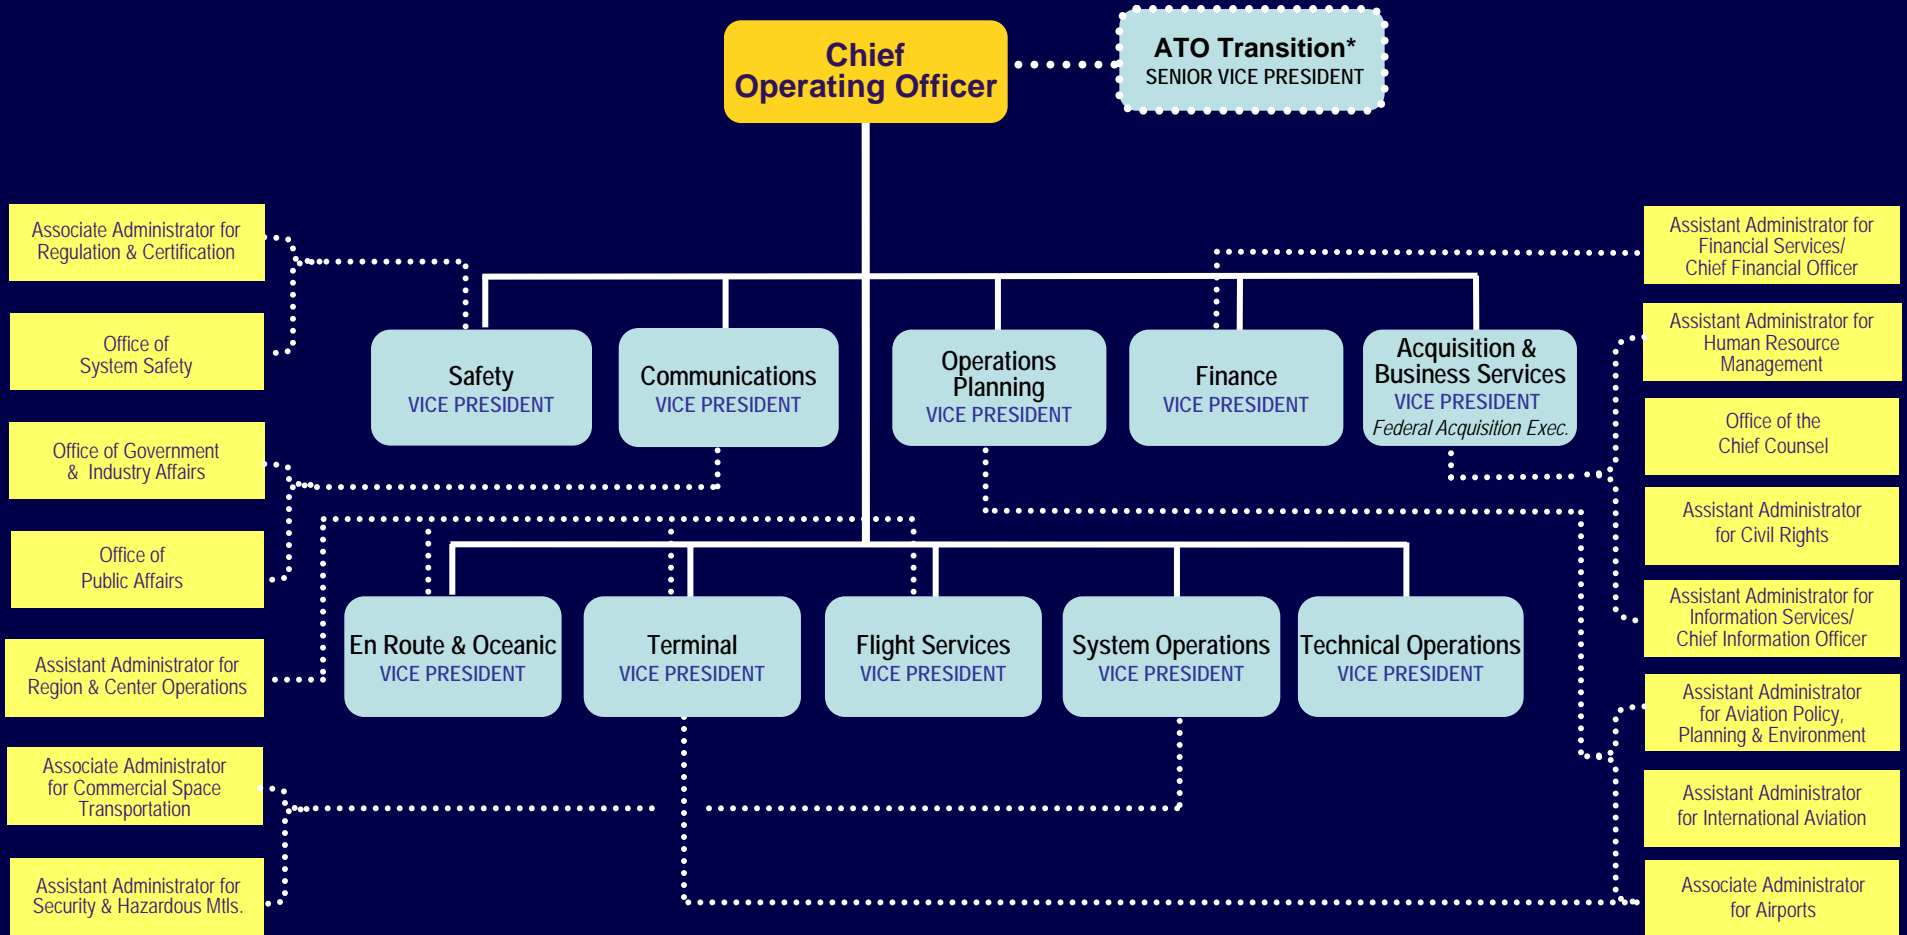 Chief
Operating Officer
ATO Transition*
SENIOR VICE PRESIDENT
Associate Administrator for
Regulation & Certification
Office of
System Safety
Office of Government
& Industry Affairs
Office of
Public Affairs
Assistant Administrator for
Region & Center Operations
Associate Administrator
for Commercial Space
Transportation
Assistant Administrator for
Security & Hazardous Mtls.
Safety
VICE PRESIDENT
Communications
VICE PRESIDENT
Operations
Planning
VICE PRESIDENT
Finance
VICE PRESIDENT
Acquisition &
Business Services
VICE PRESIDENT
Federal Acquisition Exec.
En Route & Oceanic
VICE PRESIDENT
Terminal
VICE PRESIDENT
Flight Services
VICE PRESIDENT
System Operations
VICE PRESIDENT
Technical Operations
VICE PRESIDENT
Assistant Administrator for
Financial Services/
Chief Financial Officer
Assistant Administrator for
Human Resource
Management
Office of the
Chief Counsel
Assistant Administrator
for Civil Rights
Assistant Administrator for
Information Services/
Chief Information Officer
Assistant Administrator
for Aviation Policy,
Planning & Environment
Assistant Administrator
for International Aviation
Associate Administrator
for Airports